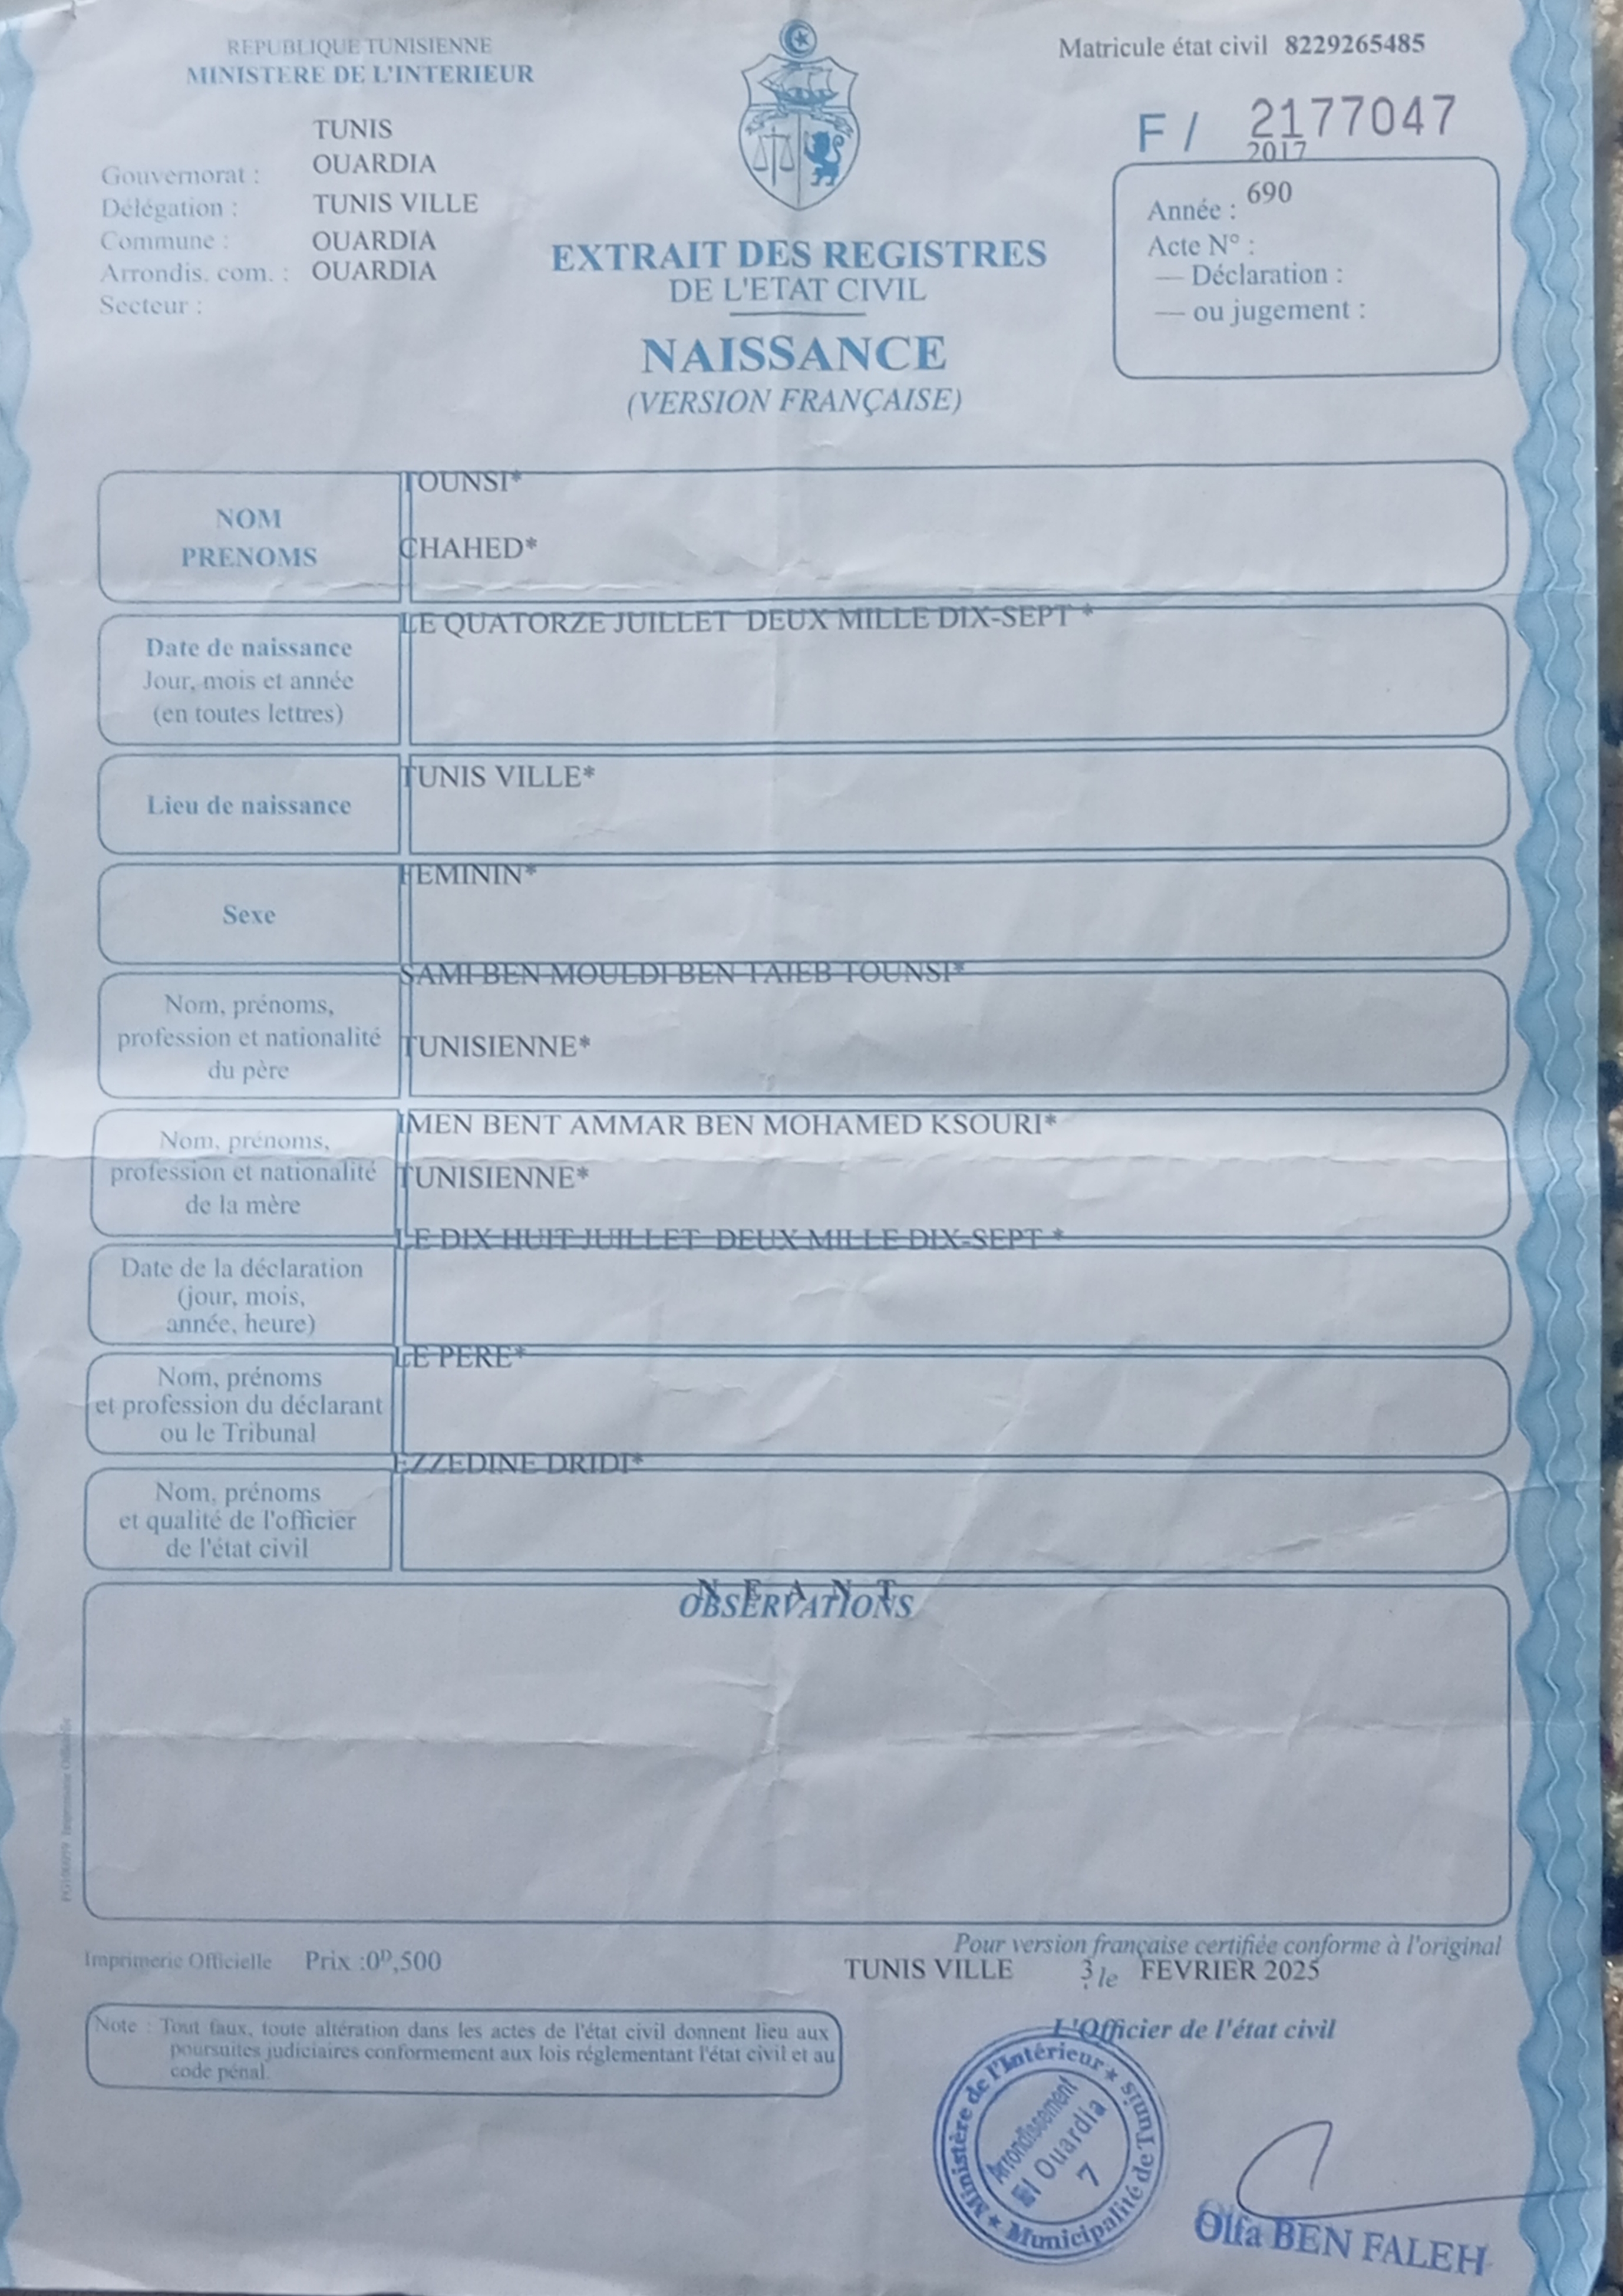 REPUBLIQUE TUNISIENNE
MINISTERE DE L'INTERIEUR
Matricule état civil 8229265485
F / 2177047
TUNIS
Gouvernorat : OUARDIA
Délégation : TUNIS VILLE
Commune : OUARDIA
Arrondis. com. : OUARDIA
Secteur :
2017
Année : 690
Acte N° :
— Déclaration :
— ou jugement :
EXTRAIT DES REGISTRES
DE L'ETAT CIVIL
NAISSANCE
(VERSION FRANÇAISE)
NOM
PRENOMS
TOUNSI*
CHAHED*
Date de naissance
Jour, mois et année
(en toutes lettres)
LE QUATORZE JUILLET DEUX MILLE DIX-SEPT *
Lieu de naissance
TUNIS VILLE*
Sexe
FEMININ*
Nom, prénoms,
profession et nationalité
du père
SAMI BEN MOULDI BEN TAIEB TOUNSI*
TUNISIENNE*
Nom, prénoms,
profession et nationalité
de la mère
IMEN BENT AMMAR BEN MOHAMED KSOURI*
TUNISIENNE*
Date de la déclaration
(jour, mois,
année, heure)
LE DIX HUIT JUILLET DEUX MILLE DIX-SEPT *
Nom, prénoms
et profession du déclarant
ou le Tribunal
LE PERE*
Nom, prénoms
et qualité de l'officier
de l'état civil
EZZEDINE DRIDI*
N E A N T
OBSERVATIONS
Imprimerie Officielle Prix :0ᴰ,500
Pour version française certifiée conforme à l'original
TUNIS VILLE 3 le FEVRIER 2025
Note : Tout faux, toute altération dans les actes de l'état civil donnent lieu aux
poursuites judiciaires conformement aux lois réglementant l'état civil et au
code pénal.
L'Officier de l'état civil
★ Ministère de l'Intérieur ★ Municipalité de Tunis
Arrondissement
El Ouardia
7
Olfa BEN FALEH